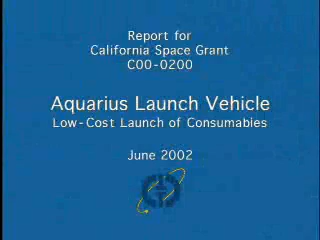 Report for
California Space Grant
C00-0200
Aquarius Launch Vehicle
Low-Cost Launch of Consumables
June 2002